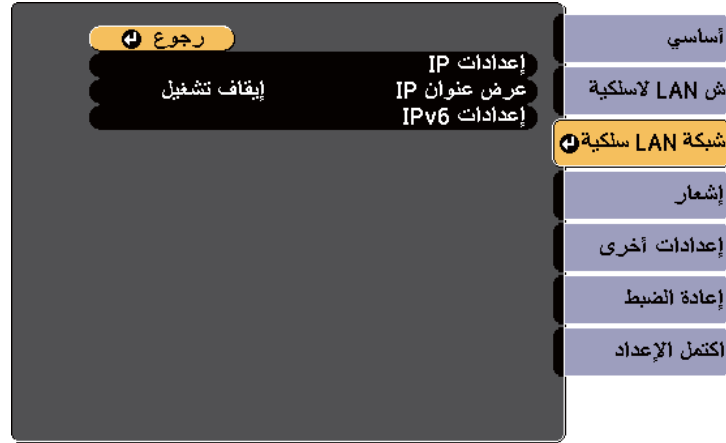 رجوع
إعدادات IP
عرض عنوان IP إيقاف تشغيل
إعدادات IPv6
أساسي
ش LAN لاسلكية
شبكة LAN سلكية
إشعار
إعدادات أخرى
إعادة الضبط
اكتمل الإعداد